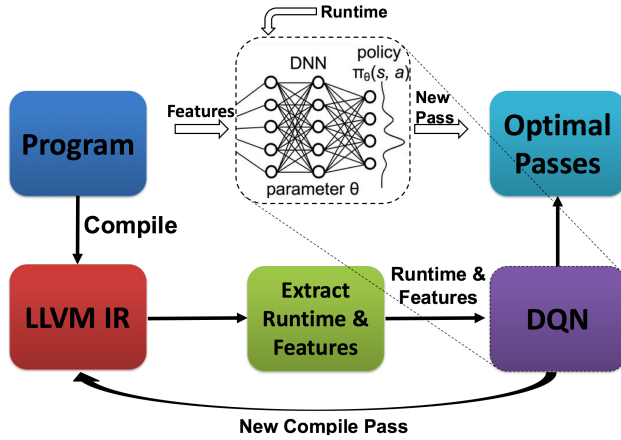 Runtime
policy
DNN
πθ(s, a)
Features
New
Pass
Program
Optimal
Passes
parameter θ
Compile
Runtime &
Features
LLVM IR
Extract
Runtime &
Features
DQN
New Compile Pass